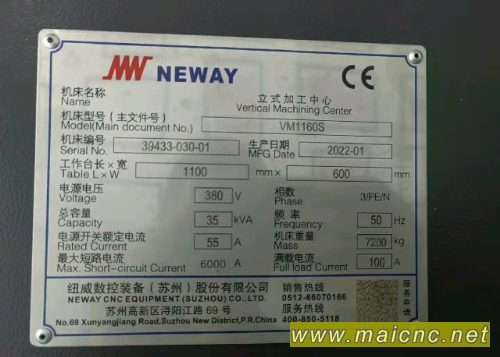 NEWAY CE
机床名称 立式加工中心
Name Vertical Machining Center
机床型号(主文件号) VM1160S
Model(Main document No.)
机床编号 39433-030-01 生产日期 2022-01
Serial No. MFG Date
工作台长×宽 1100 mm× 600 mm
Table L×W
电源电压 380 V 相数 3/PE/N
Voltage Phase
总容量 35 kVA 频率 50 Hz
Capacity Frequency
电源开关额定电流 55 A 机床重量 7200 kg
Rated Current Mass
最大短路电流 6000 A 满载电流 100 A
Max. Short-circuit Current Full load Current
纽威数控装备(苏州)股份有限公司 销售热线
NEWAY CNC EQUIPMENT (SUZHOU) CO.,LTD. 0512-66070166
苏州高新区浔阳江路 69 号 服务热线
No.69 Xunyangjiang Road,Suzhou New District,P.R.China 400-850-5118
服务申请
www.maicnc.net